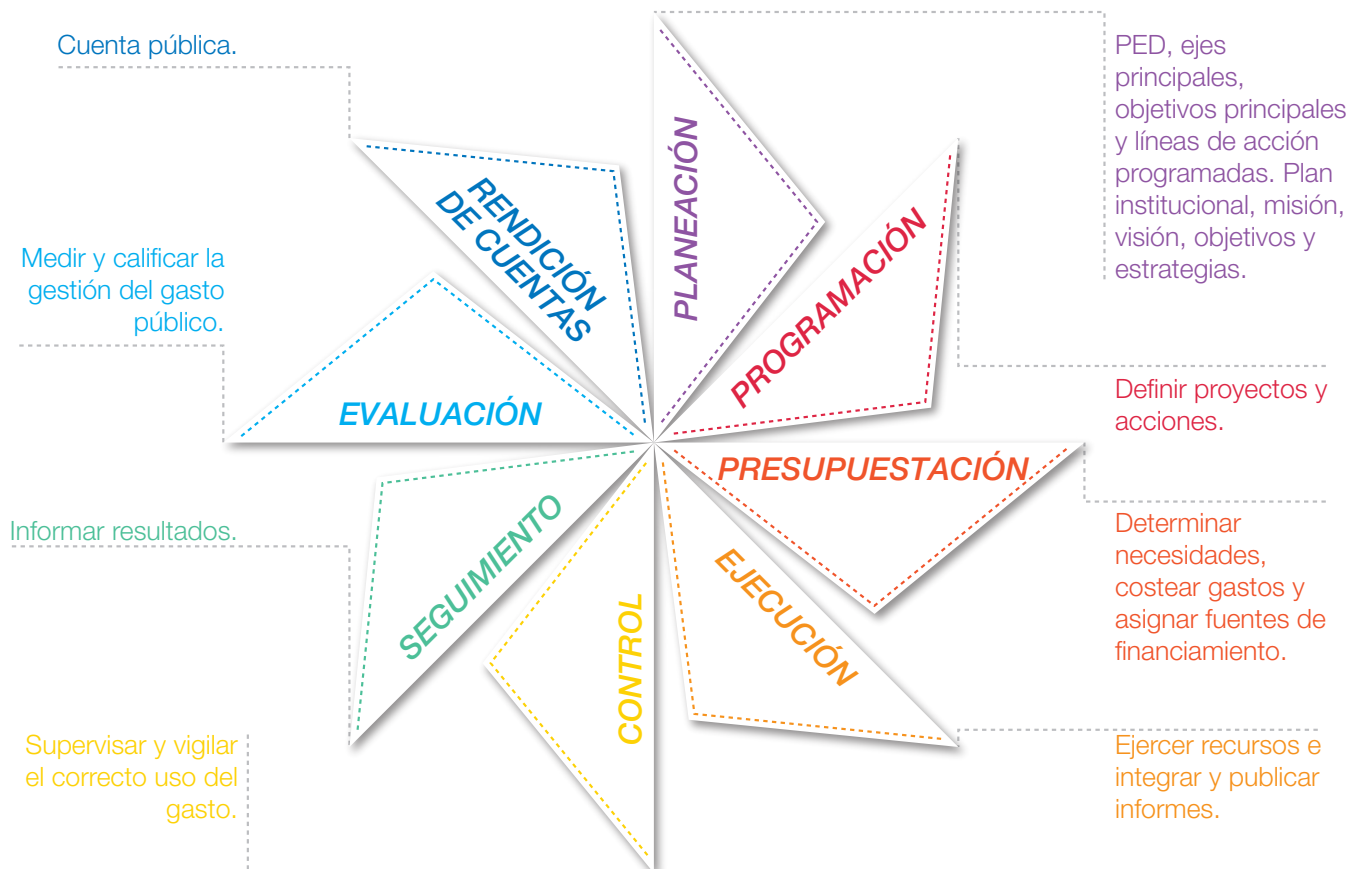 PLANEACIÓN
PED, ejes
principales,
objetivos principales
y líneas de acción
programadas. Plan
institucional, misión,
visión, objetivos y
estrategias.
PROGRAMACIÓN
Definir proyectos y
acciones.
PRESUPUESTACIÓN
Determinar
necesidades,
costear gastos y
asignar fuentes de
financiamiento.
EJECUCIÓN
Ejercer recursos e
integrar y publicar
informes.
CONTROL
Supervisar y vigilar
el correcto uso del
gasto.
SEGUIMIENTO
Informar resultados.
EVALUACIÓN
Medir y calificar la
gestión del gasto
público.
RENDICIÓN
DE CUENTAS
Cuenta pública.